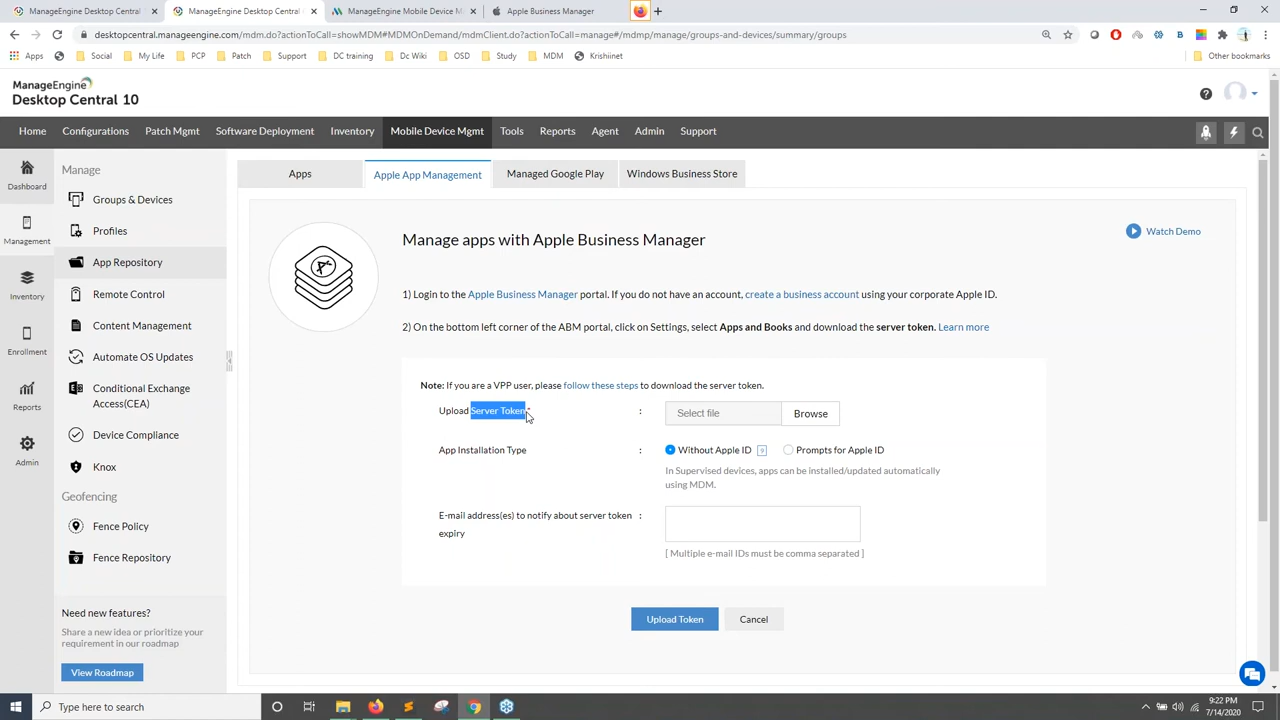 ManageEngine Desktop Central
ManageEngine Desktop Central
ManageEngine Mobile Device M
Apple Business Manager
desktopcentral.manageengine.com/mdm.do?actionToCall=showMDM#MDMOnDemand/mdmClient.do?actionToCall=manage#/mdmp/manage/groups-and-devices/summary/groups
Apps
Social
My Life
PCP
Patch
Support
DC training
Dc Wiki
OSD
Study
MDM
Krishiinet
Other bookmarks
ManageEngine
Desktop Central 10
Home Configurations Patch Mgmt Software Deployment Inventory Mobile Device Mgmt Tools Reports Agent Admin Support
Dashboard
Management
Inventory
Enrollment
Reports
Admin
Manage
Groups & Devices
Profiles
App Repository
Remote Control
Content Management
Automate OS Updates
Conditional Exchange
Access(CEA)
Device Compliance
Knox
Geofencing
Fence Policy
Fence Repository
Need new features?
Share a new idea or prioritize your
requirement in our roadmap
View Roadmap
Apps
Apple App Management
Managed Google Play
Windows Business Store
Manage apps with Apple Business Manager
Watch Demo
1) Login to the Apple Business Manager portal. If you do not have an account, create a business account using your corporate Apple ID.
2) On the bottom left corner of the ABM portal, click on Settings, select Apps and Books and download the server token. Learn more
Note: If you are a VPP user, please follow these steps to download the server token.
Upload Server Token* : Select file Browse
App Installation Type : Without Apple ID ? Prompts for Apple ID
In Supervised devices, apps can be installed/updated automatically
using MDM.
E-mail address(es) to notify about server token :
expiry
[ Multiple e-mail IDs must be comma separated ]
Upload Token
Cancel
Type here to search
9:22 PM
7/14/2020